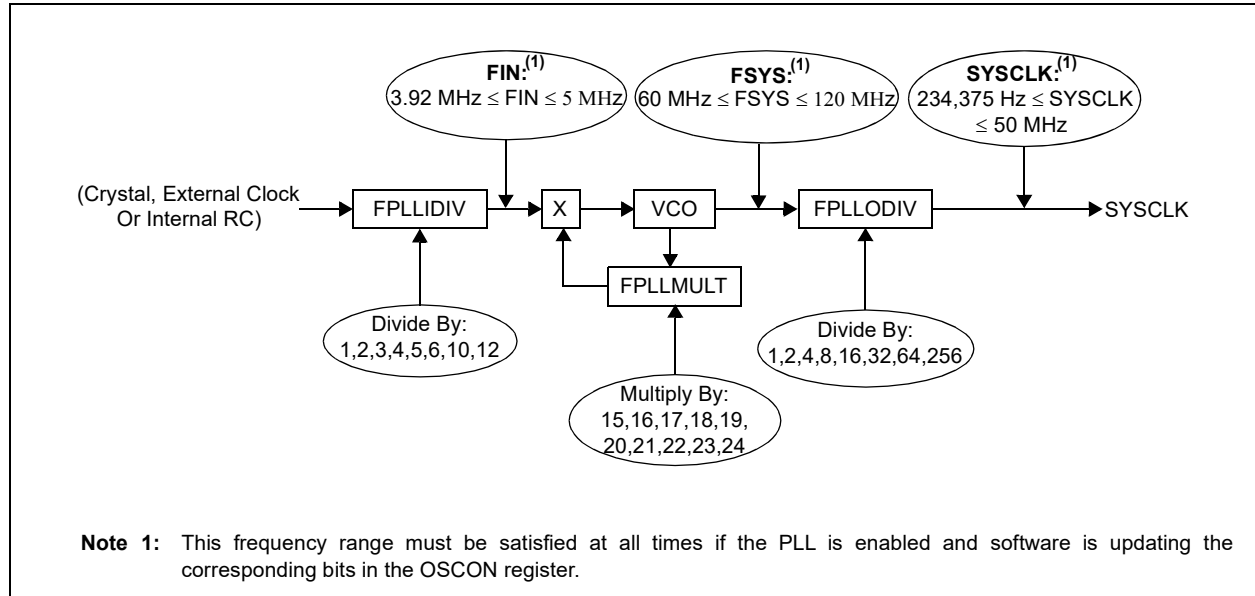 FIN:(1)
3.92 MHz ≤ FIN ≤ 5 MHz
FSYS:(1)
60 MHz ≤ FSYS ≤ 120 MHz
SYSCLK:(1)
234,375 Hz ≤ SYSCLK
≤ 50 MHz
(Crystal, External Clock
Or Internal RC)
FPLLIDIV
X
VCO
FPLLODIV
SYSCLK
FPLLMULT
Divide By:
1,2,3,4,5,6,10,12
Divide By:
1,2,4,8,16,32,64,256
Multiply By:
15,16,17,18,19,
20,21,22,23,24
Note 1: This frequency range must be satisfied at all times if the PLL is enabled and software is updating the
corresponding bits in the OSCON register.